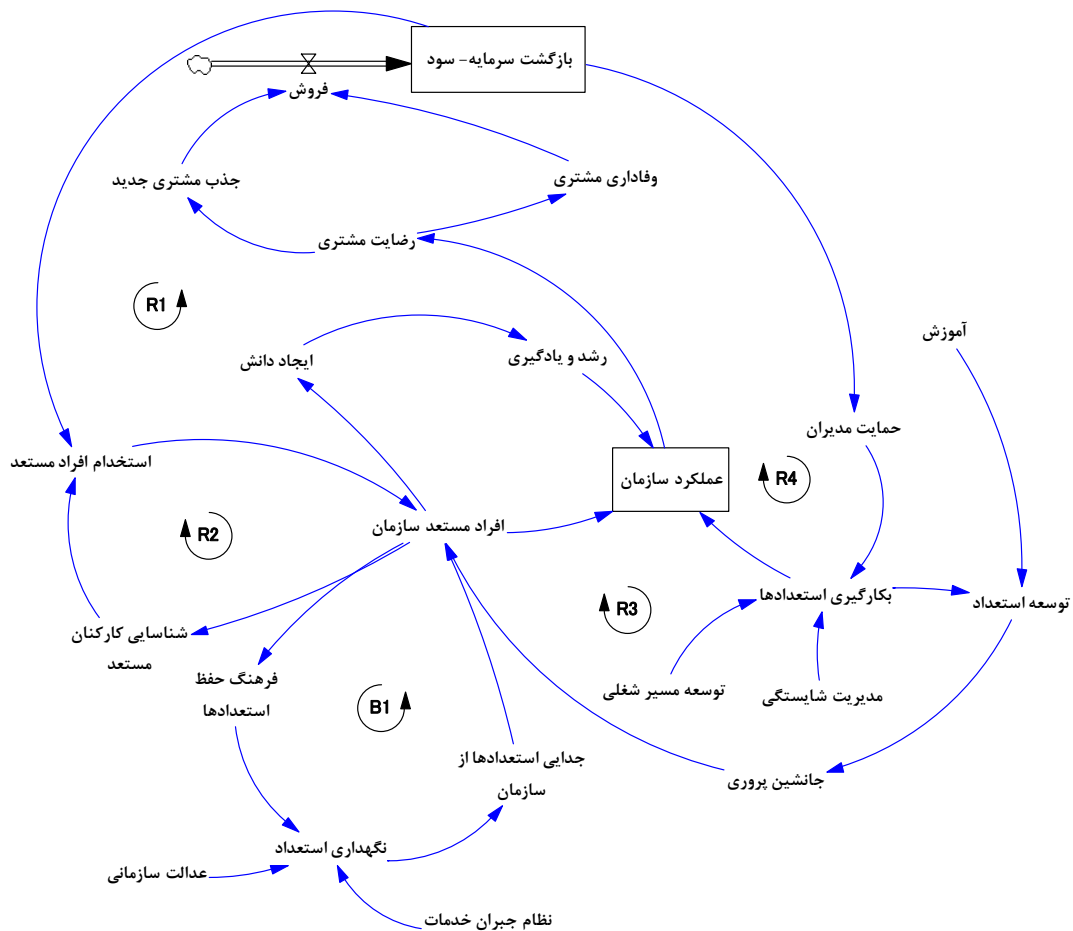 بازگشت سرمایه- سود
فروش
جذب مشتری جدید
وفاداری مشتری
رضایت مشتری
R1
آموزش
ایجاد دانش
رشد و یادگیری
حمایت مدیران
استخدام افراد مستعد
عملکرد سازمان
R4
افراد مستعد سازمان
R2
بکارگیری استعدادها
توسعه استعداد
R3
شناسایی کارکنان
مستعد
فرهنگ حفظ
استعدادها
توسعه مسیر شغلی
مدیریت شایستگی
B1
جدایی استعدادها از
سازمان
جانشین پروری
نگهداری استعداد
عدالت سازمانی
نظام جبران خدمات